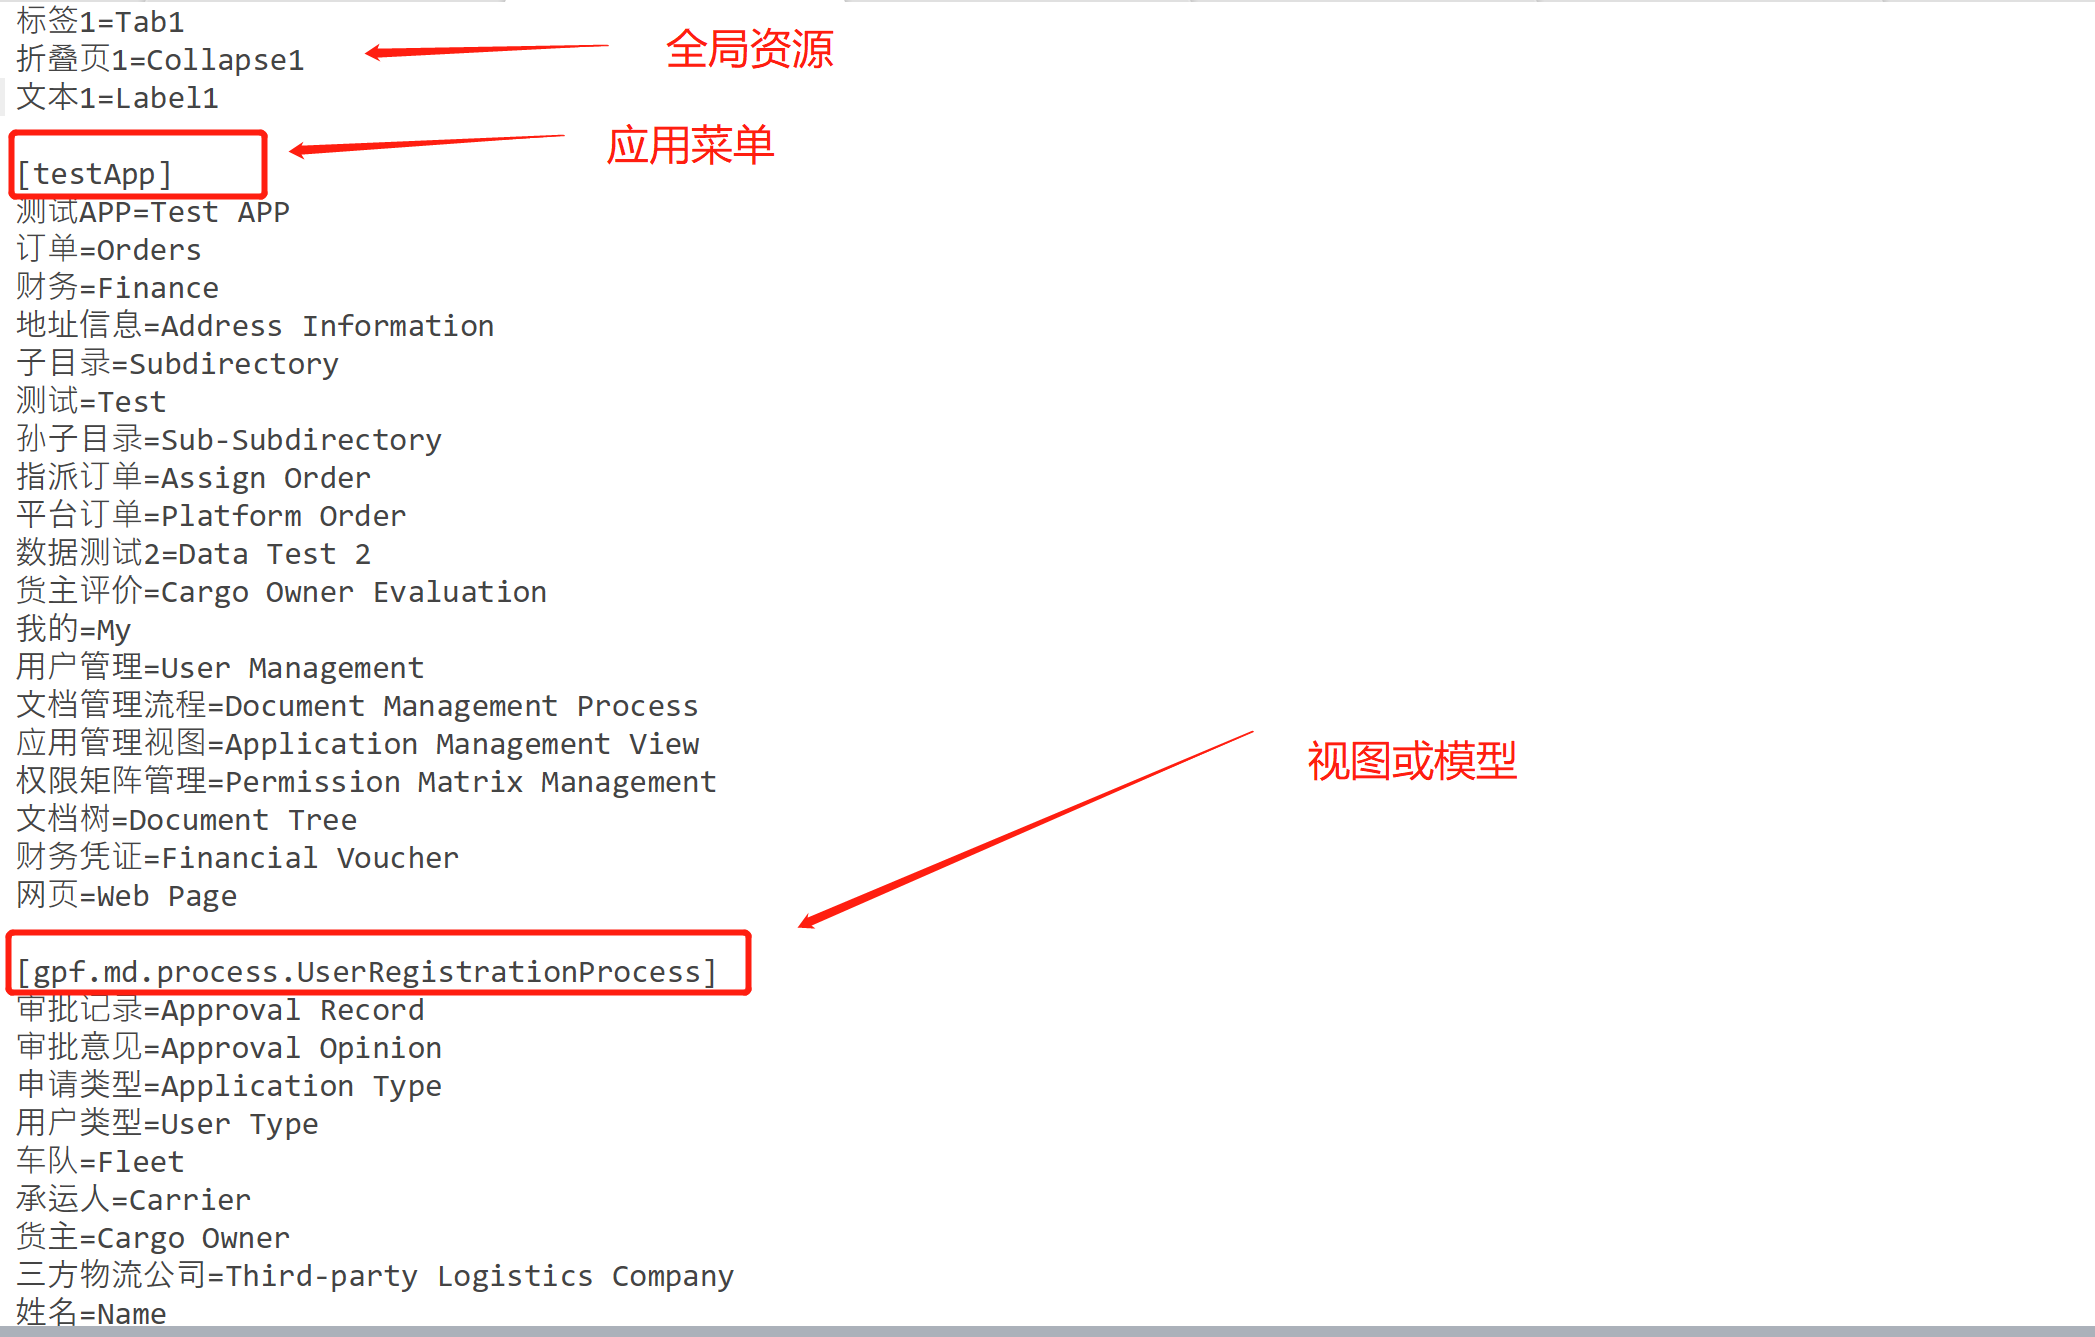 标签1=Tab1
折叠页1=Collapse1
全局资源
文本1=Label1
应用菜单
[testApp]
测试APP=Test APP
订单=Orders
财务=Finance
地址信息=Address Information
子目录=Subdirectory
测试=Test
孙子目录=Sub-Subdirectory
指派订单=Assign Order
平台订单=Platform Order
数据测试2=Data Test 2
货主评价=Cargo Owner Evaluation
我的=My
用户管理=User Management
文档管理流程=Document Management Process
应用管理视图=Application Management View
视图或模型
权限矩阵管理=Permission Matrix Management
文档树=Document Tree
财务凭证=Financial Voucher
网页=Web Page
[gpf.md.process.UserRegistrationProcess]
审批记录=Approval Record
审批意见=Approval Opinion
申请类型=Application Type
用户类型=User Type
车队=Fleet
承运人=Carrier
货主=Cargo Owner
三方物流公司=Third-party Logistics Company
姓名=Name